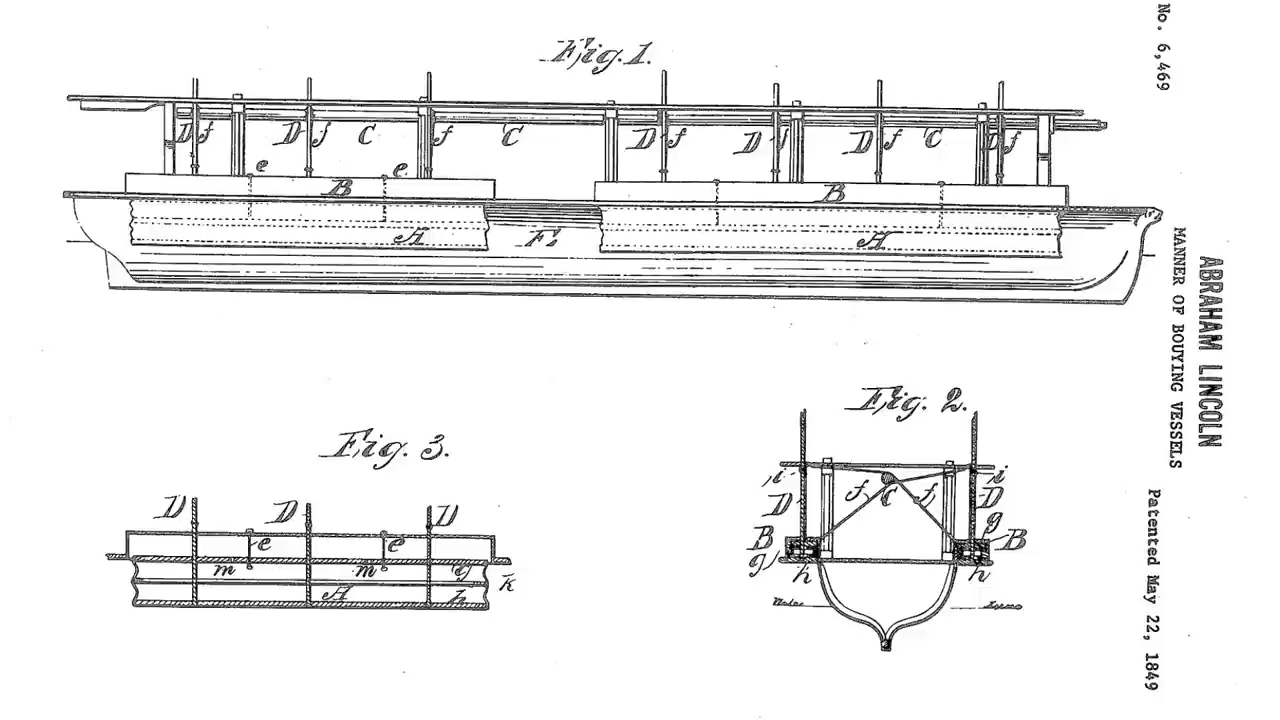 No. 6,469
ABRAHAM LINCOLN
MANNER OF BOUYING VESSELS
Patented May 22, 1849
Fig. 1.
D f D f C f C D f D f D f C D f
e e
B B
A F A
Fig. 2.
i i
D f C f D
B g g B
h h
Fig. 3.
D D D
e e
m m g k
A h